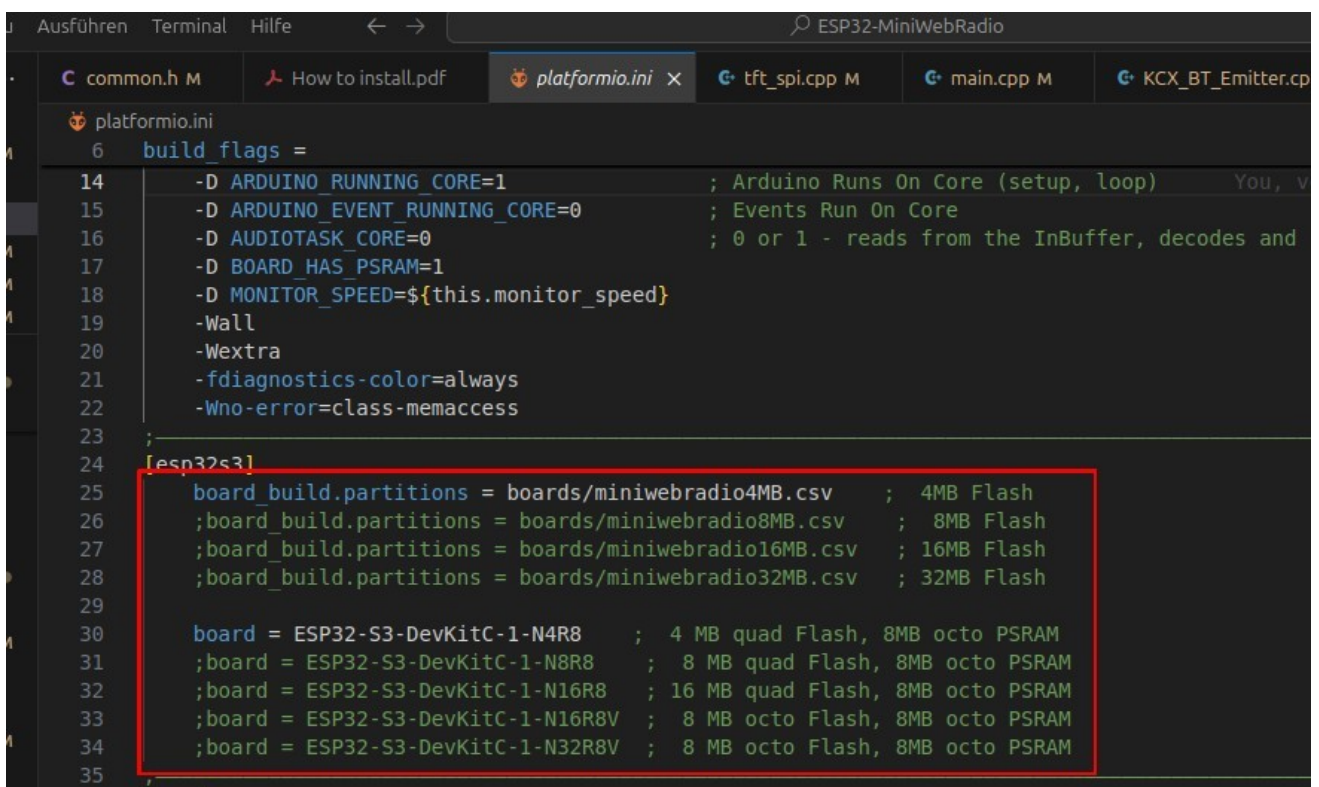 Ausführen Terminal Hilfe ← → ESP32-MiniWebRadio
C common.h M How to install.pdf platformio.ini × tft_spi.cpp M main.cpp M KCX_BT_Emitter.cp
platformio.ini
6 build_flags =
14 -D ARDUINO_RUNNING_CORE=1 ; Arduino Runs On Core (setup, loop) You, v
15 -D ARDUINO_EVENT_RUNNING_CORE=0 ; Events Run On Core
16 -D AUDIOTASK_CORE=0 ; 0 or 1 - reads from the InBuffer, decodes and
17 -D BOARD_HAS_PSRAM=1
18 -D MONITOR_SPEED=${this.monitor_speed}
19 -Wall
20 -Wextra
21 -fdiagnostics-color=always
22 -Wno-error=class-memaccess
23 ;
24 [esp32s3]
25 board_build.partitions = boards/miniwebradio4MB.csv ; 4MB Flash
26 ;board_build.partitions = boards/miniwebradio8MB.csv ; 8MB Flash
27 ;board_build.partitions = boards/miniwebradio16MB.csv ; 16MB Flash
28 ;board_build.partitions = boards/miniwebradio32MB.csv ; 32MB Flash
29
30 board = ESP32-S3-DevKitC-1-N4R8 ; 4 MB quad Flash, 8MB octo PSRAM
31 ;board = ESP32-S3-DevKitC-1-N8R8 ; 8 MB quad Flash, 8MB octo PSRAM
32 ;board = ESP32-S3-DevKitC-1-N16R8 ; 16 MB quad Flash, 8MB octo PSRAM
33 ;board = ESP32-S3-DevKitC-1-N16R8V ; 8 MB octo Flash, 8MB octo PSRAM
34 ;board = ESP32-S3-DevKitC-1-N32R8V ; 8 MB octo Flash, 8MB octo PSRAM
35 ;